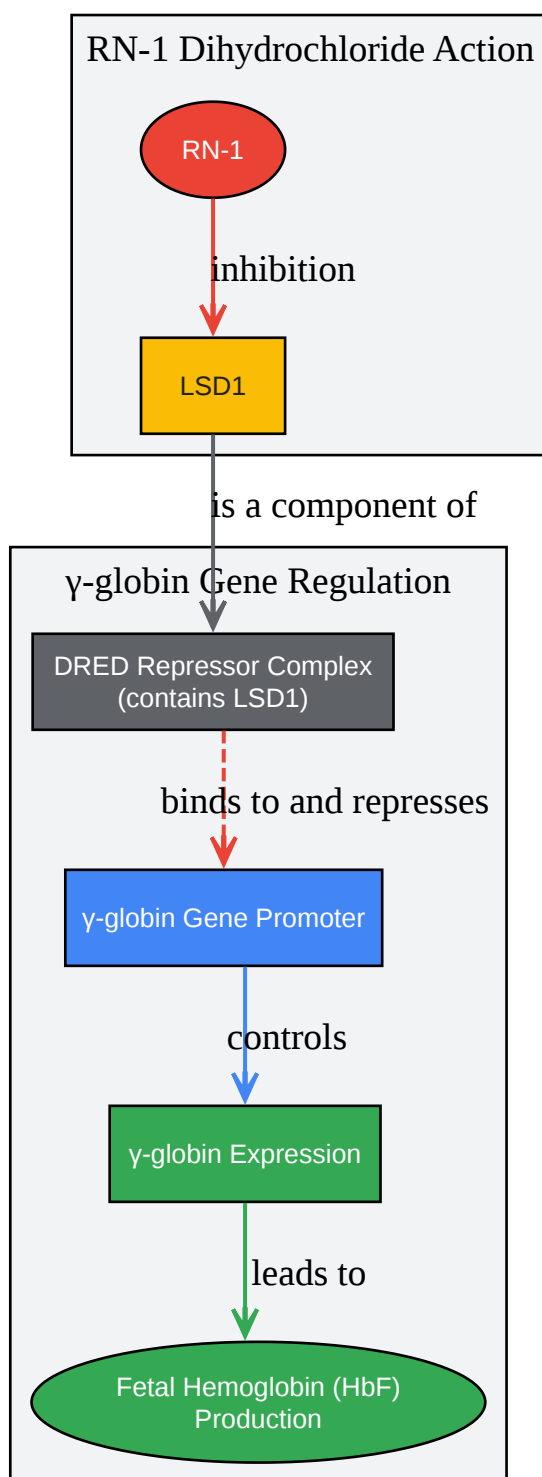 RN-1 Dihydrochloride Action
RN-1
inhibition
LSD1
is a component of
γ-globin Gene Regulation
DRED Repressor Complex
(contains LSD1)
binds to and represses
γ-globin Gene Promoter
controls
γ-globin Expression
leads to
Fetal Hemoglobin (HbF)
Production